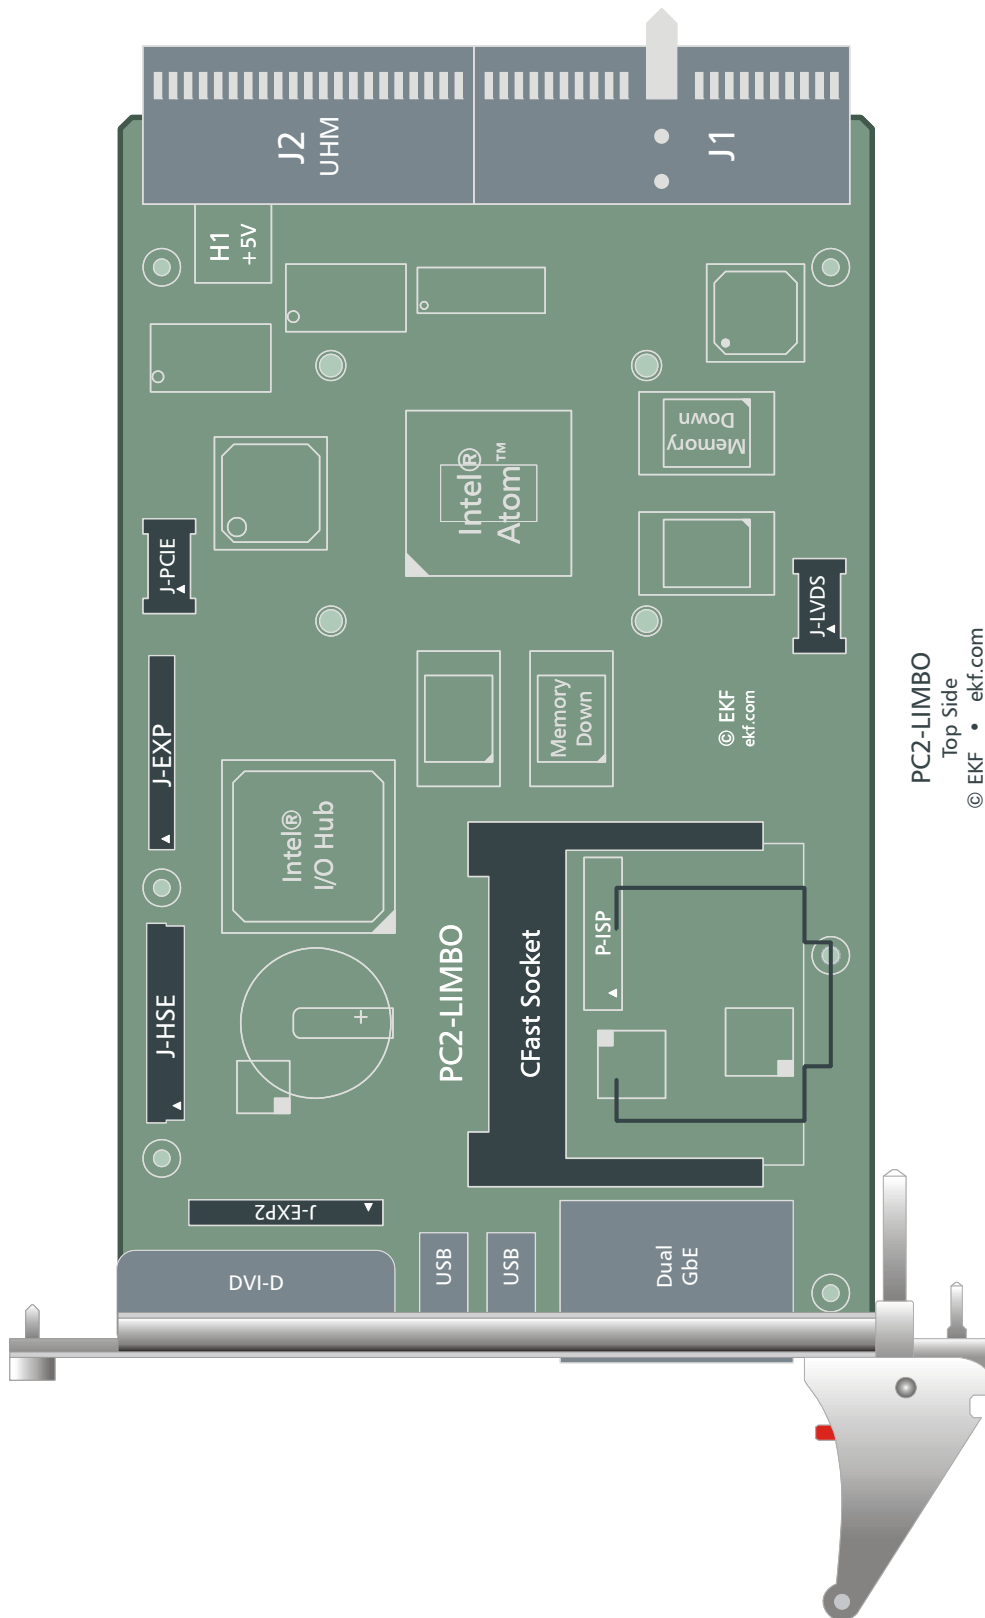 J2
UHM
J1
H1
+5V
Memory
Down
Intel®
Atom™
J-PCIE
J-LVDS
J-EXP
Memory
Down
© EKF
ekf.com
PC2-LIMBO
Top Side
© EKF • ekf.com
Intel®
I/O Hub
P-ISP
J-HSE
+
PC2-LIMBO
CFast Socket
J-EXP2
DVI-D
USB
USB
Dual
GbE